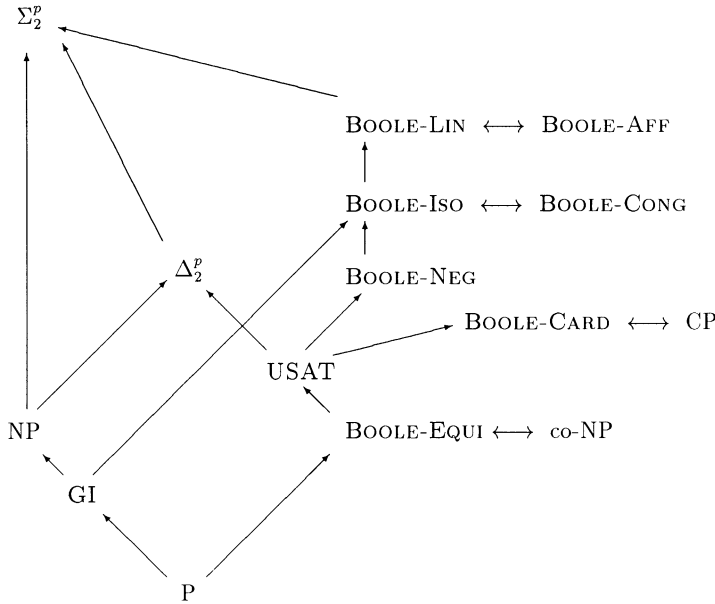 Σ₂ᵖ
BOOLE-LIN ⟷ BOOLE-AFF
BOOLE-ISO ⟷ BOOLE-CONG
Δ₂ᵖ
BOOLE-NEG
BOOLE-CARD ⟷ CP
USAT
NP
BOOLE-EQUI ⟷ co-NP
GI
P